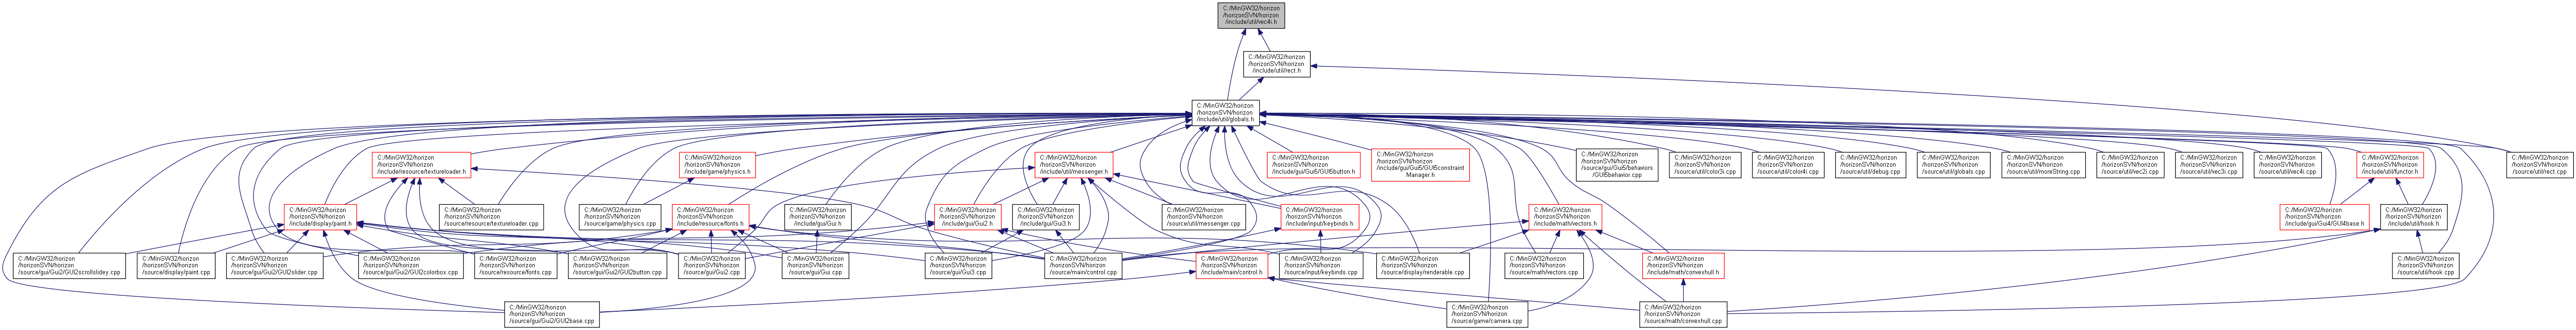 C:/MinGW32/horizon
/horizonSVN/horizon
/include/util/vec4i.h
C:/MinGW32/horizon
/horizonSVN/horizon
/include/util/rect.h
C:/MinGW32/horizon
/horizonSVN/horizon
/include/util/globals.h
C:/MinGW32/horizon
/horizonSVN/horizon
/include/resource/textureloader.h
C:/MinGW32/horizon
/horizonSVN/horizon
/include/game/physics.h
C:/MinGW32/horizon
/horizonSVN/horizon
/include/util/messenger.h
C:/MinGW32/horizon
/horizonSVN/horizon
/include/gui/Gui5/GUI5button.h
C:/MinGW32/horizon
/horizonSVN/horizon
/include/gui/Gui5/GUI5constraint
Manager.h
C:/MinGW32/horizon
/horizonSVN/horizon
/source/gui/Gui5/behaviors
/GUI5behavior.cpp
C:/MinGW32/horizon
/horizonSVN/horizon
/source/util/color3i.cpp
C:/MinGW32/horizon
/horizonSVN/horizon
/source/util/color4i.cpp
C:/MinGW32/horizon
/horizonSVN/horizon
/source/util/debug.cpp
C:/MinGW32/horizon
/horizonSVN/horizon
/source/util/globals.cpp
C:/MinGW32/horizon
/horizonSVN/horizon
/source/util/moreString.cpp
C:/MinGW32/horizon
/horizonSVN/horizon
/source/util/vec2i.cpp
C:/MinGW32/horizon
/horizonSVN/horizon
/source/util/vec3i.cpp
C:/MinGW32/horizon
/horizonSVN/horizon
/source/util/vec4i.cpp
C:/MinGW32/horizon
/horizonSVN/horizon
/include/util/functor.h
C:/MinGW32/horizon
/horizonSVN/horizon
/source/util/rect.cpp
C:/MinGW32/horizon
/horizonSVN/horizon
/include/display/paint.h
C:/MinGW32/horizon
/horizonSVN/horizon
/source/resource/textureloader.cpp
C:/MinGW32/horizon
/horizonSVN/horizon
/source/game/physics.cpp
C:/MinGW32/horizon
/horizonSVN/horizon
/include/resource/fonts.h
C:/MinGW32/horizon
/horizonSVN/horizon
/include/gui/Gui.h
C:/MinGW32/horizon
/horizonSVN/horizon
/include/gui/Gui2.h
C:/MinGW32/horizon
/horizonSVN/horizon
/include/gui/Gui3.h
C:/MinGW32/horizon
/horizonSVN/horizon
/source/util/messenger.cpp
C:/MinGW32/horizon
/horizonSVN/horizon
/include/input/keybinds.h
C:/MinGW32/horizon
/horizonSVN/horizon
/include/math/vectors.h
C:/MinGW32/horizon
/horizonSVN/horizon
/include/gui/Gui4/GUI4base.h
C:/MinGW32/horizon
/horizonSVN/horizon
/include/util/hook.h
C:/MinGW32/horizon
/horizonSVN/horizon
/source/gui/Gui2/GUI2scrollslidey.cpp
C:/MinGW32/horizon
/horizonSVN/horizon
/source/display/paint.cpp
C:/MinGW32/horizon
/horizonSVN/horizon
/source/gui/Gui2/GUI2slider.cpp
C:/MinGW32/horizon
/horizonSVN/horizon
/source/gui/Gui2/GUI2colorbox.cpp
C:/MinGW32/horizon
/horizonSVN/horizon
/source/resource/fonts.cpp
C:/MinGW32/horizon
/horizonSVN/horizon
/source/gui/Gui2/GUI2button.cpp
C:/MinGW32/horizon
/horizonSVN/horizon
/source/gui/Gui2.cpp
C:/MinGW32/horizon
/horizonSVN/horizon
/source/gui/Gui.cpp
C:/MinGW32/horizon
/horizonSVN/horizon
/source/gui/Gui3.cpp
C:/MinGW32/horizon
/horizonSVN/horizon
/source/main/control.cpp
C:/MinGW32/horizon
/horizonSVN/horizon
/include/main/control.h
C:/MinGW32/horizon
/horizonSVN/horizon
/source/input/keybinds.cpp
C:/MinGW32/horizon
/horizonSVN/horizon
/source/display/renderable.cpp
C:/MinGW32/horizon
/horizonSVN/horizon
/source/math/vectors.cpp
C:/MinGW32/horizon
/horizonSVN/horizon
/include/math/convexhull.h
C:/MinGW32/horizon
/horizonSVN/horizon
/source/util/hook.cpp
C:/MinGW32/horizon
/horizonSVN/horizon
/source/gui/Gui2/GUI2base.cpp
C:/MinGW32/horizon
/horizonSVN/horizon
/source/game/camera.cpp
C:/MinGW32/horizon
/horizonSVN/horizon
/source/math/convexhull.cpp